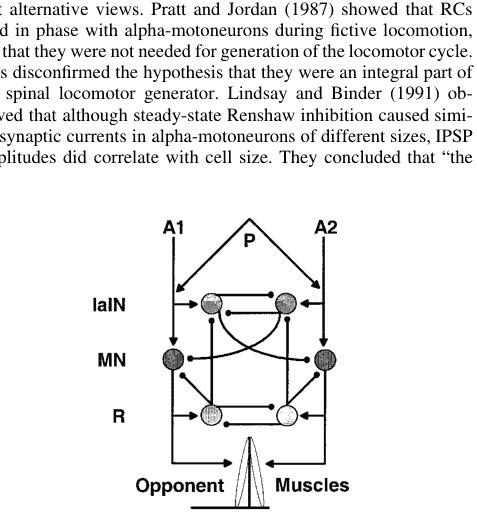 alternative views. Pratt and Jordan (1987) showed that RCs
in phase with alpha-motoneurons during fictive locomotion,
that they were not needed for generation of the locomotor cycle.
disconfirmed the hypothesis that they were an integral part of
spinal locomotor generator. Lindsay and Binder (1991) ob-
that although steady-state Renshaw inhibition caused simi-
synaptic currents in alpha-motoneurons of different sizes, IPSP
did correlate with cell size. They concluded that “the
A1
P
A2
IaIN
MN
R
Opponent Muscles